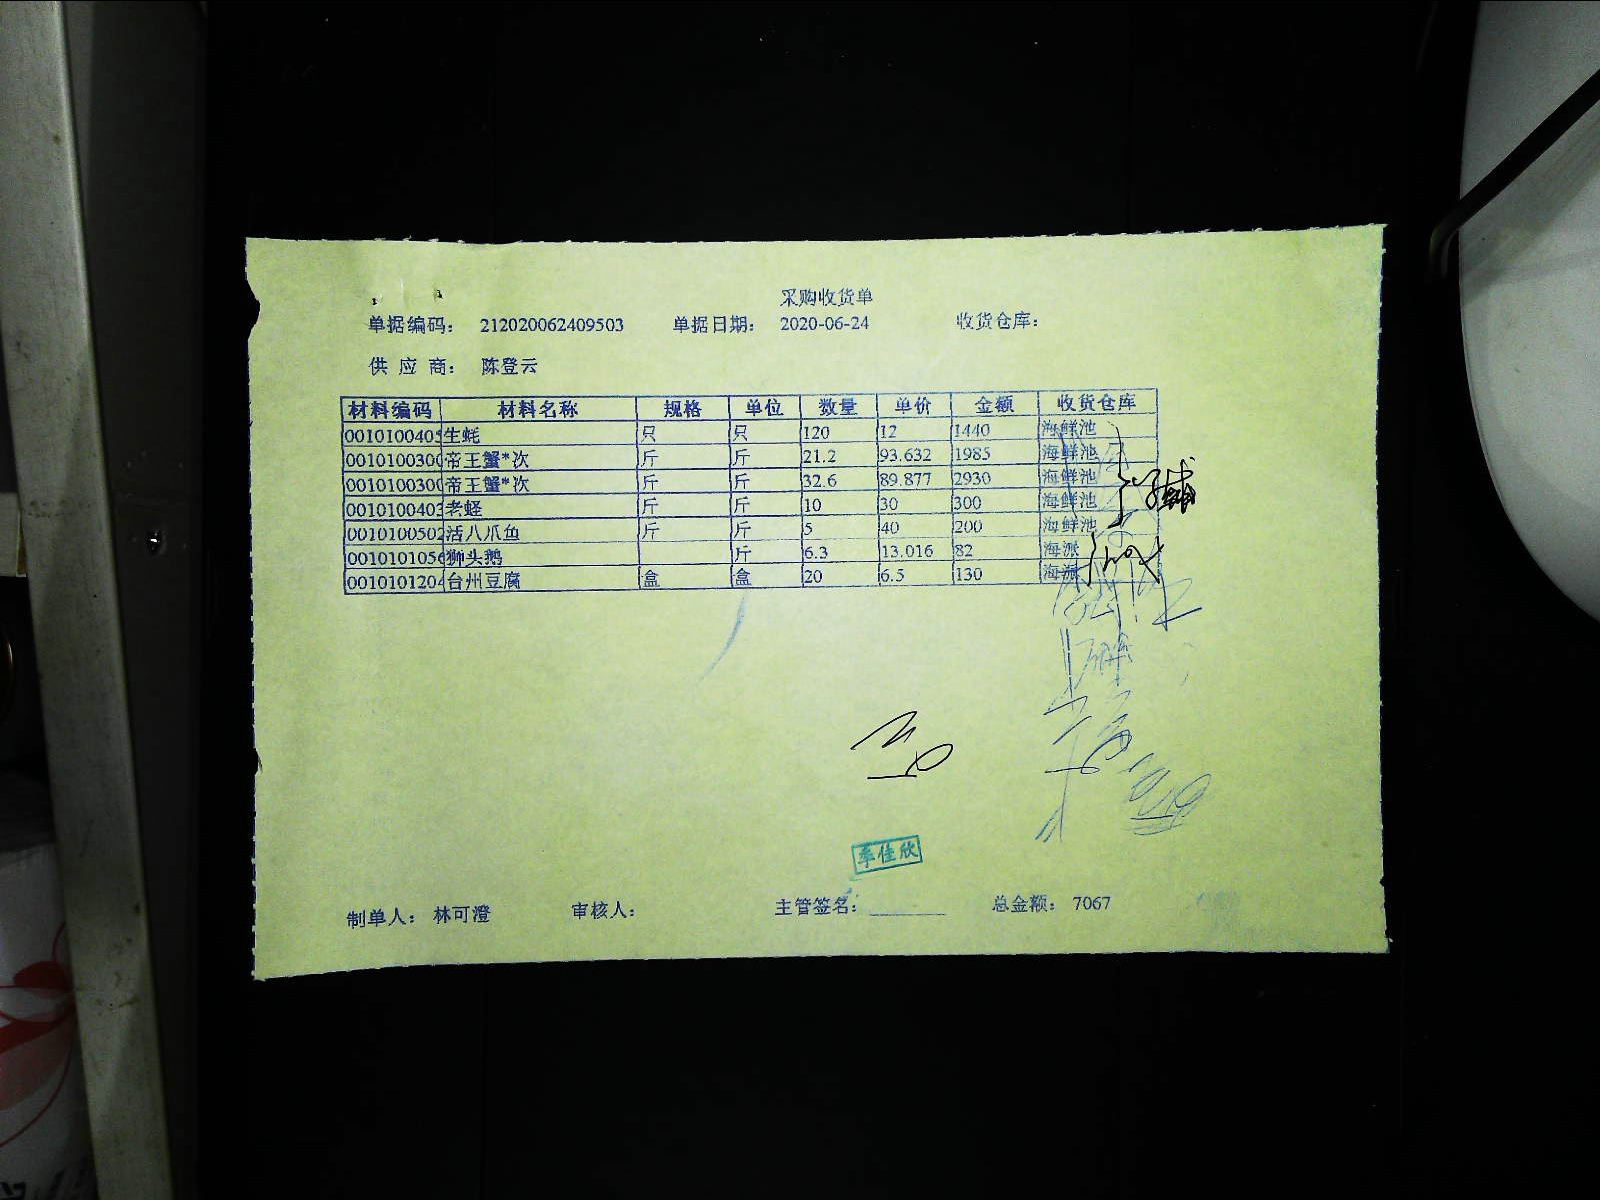 采购收货单
单据编码： 212020062409503 单据日期： 2020-06-24 收货仓库：
供 应 商： 陈登云
材料编码 材料名称 规格 单位 数量 单价 金额 收货仓库
0010100405 生蚝 只 只 120 12 1440 海鲜池
0010100300 帝王蟹*次 斤 斤 21.2 93.632 1985 海鲜池
0010100300 帝王蟹*次 斤 斤 32.6 89.877 2930 海鲜池
0010100403 老蛏 斤 斤 10 30 300 海鲜池
0010100502 活八爪鱼 斤 斤 5 40 200 海鲜池
0010101056 狮头鹅 斤 6.3 13.016 82 海派
0010101204 台州豆腐 盒 盒 20 6.5 130 海派
李佳欣
制单人： 林可澄 审核人： 主管签名： 总金额： 7067